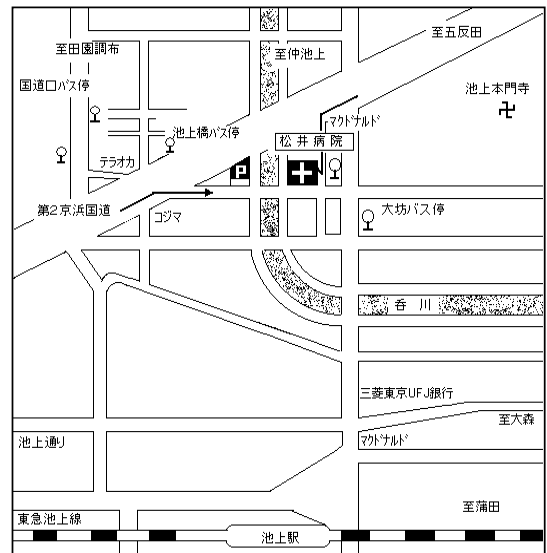 至五反田
至田園調布
至仲池上
国道口バス停
池上本門寺
マクドナルド
池上橋バス停
松井病院
テラオカ
P
第2京浜国道
コジマ
大坊バス停
呑川
三菱東京UFJ銀行
至大森
池上通り
マクドナルド
至蒲田
東急池上線
池上駅